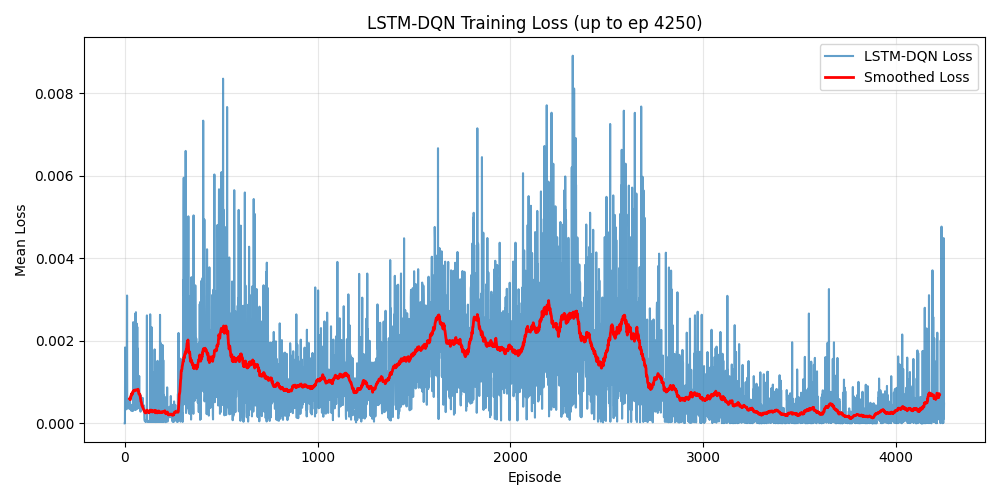 LSTM-DQN Training Loss (up to ep 4250)
LSTM-DQN Loss
Smoothed Loss
Mean Loss
0.008
0.006
0.004
0.002
0.000
0
1000
2000
3000
4000
Episode